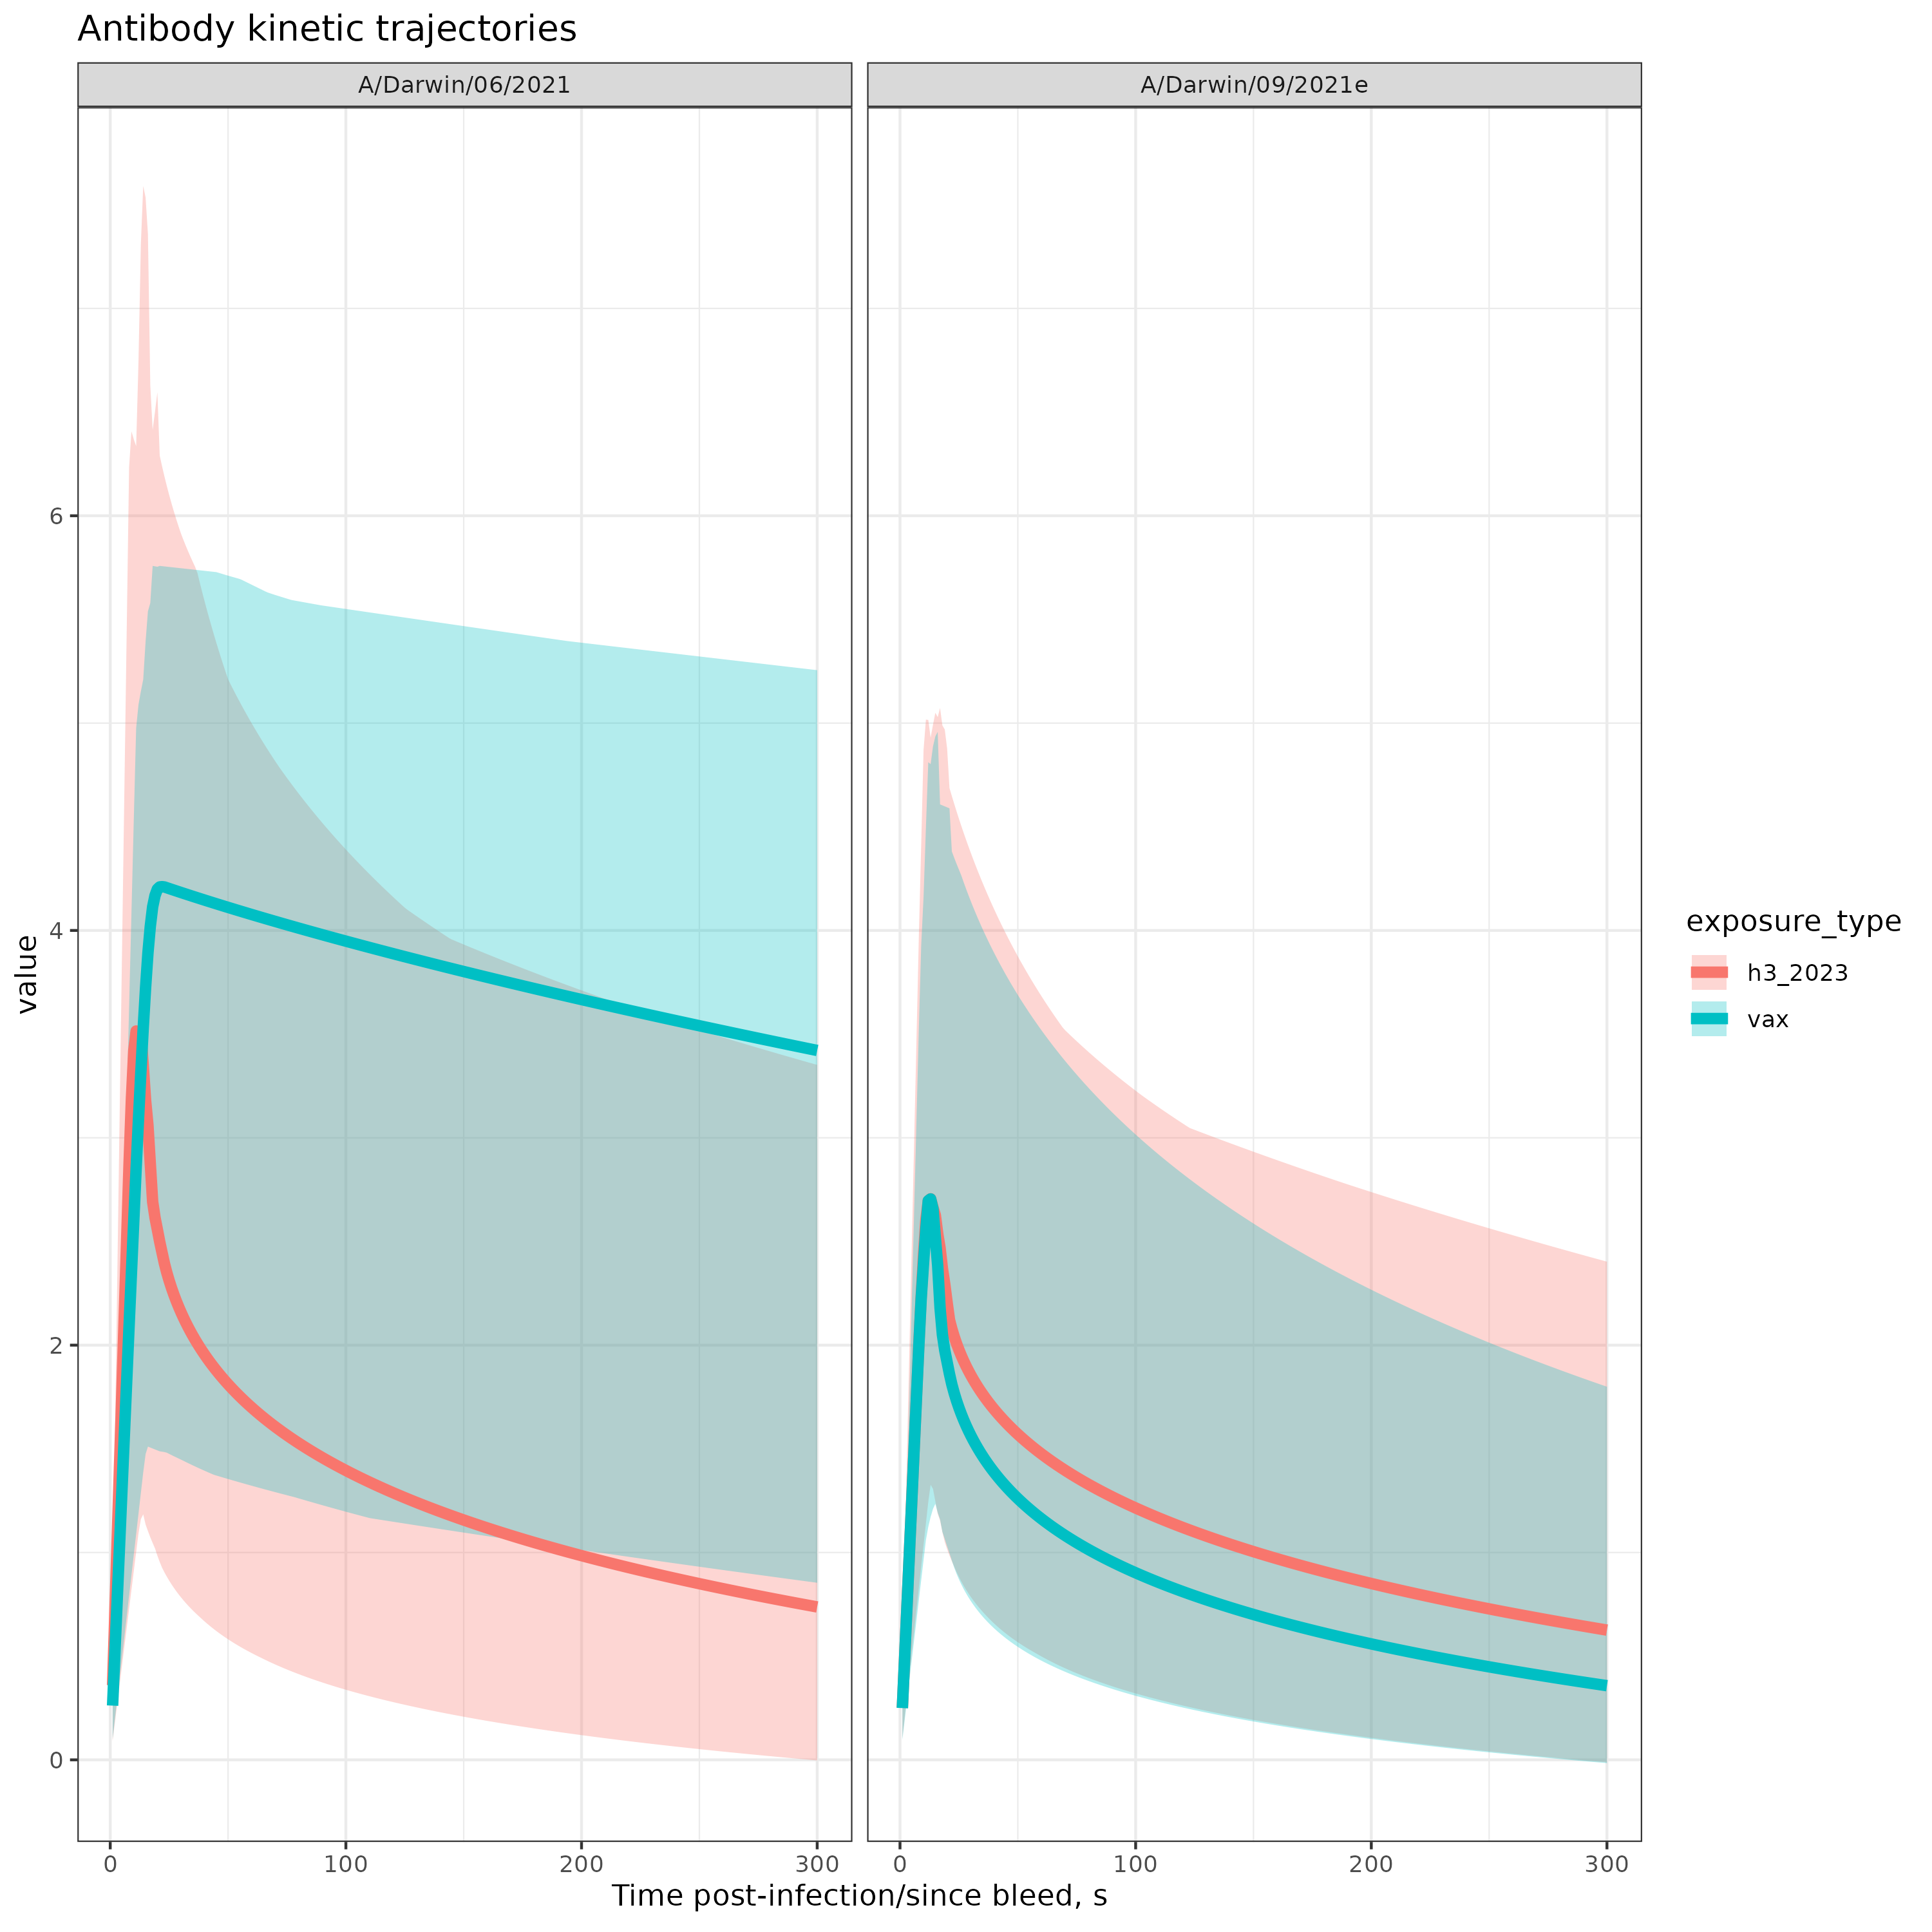 Antibody kinetic trajectories
A/Darwin/06/2021
A/Darwin/09/2021e
value
6
4
2
0
0
100
200
300
0
100
200
300
Time post-infection/since bleed, s
exposure_type
h3_2023
vax